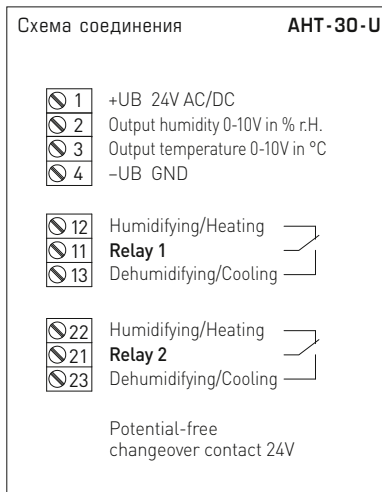 Схема соединения AHT-30-U
1 +UB 24V AC/DC
2 Output humidity 0-10V in % r.H.
3 Output temperature 0-10V in °C
4 –UB GND
12 Humidifying/Heating
11 Relay 1
13 Dehumidifying/Cooling
22 Humidifying/Heating
21 Relay 2
23 Dehumidifying/Cooling
Potential-free
changeover contact 24V